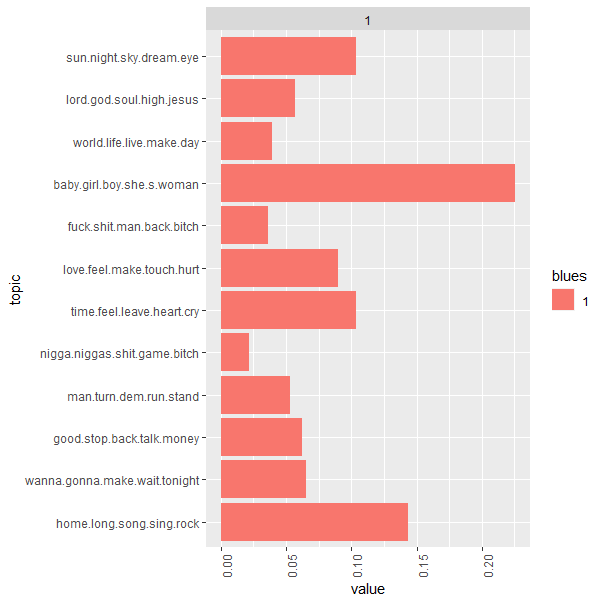 1
sun.night.sky.dream.eye
lord.god.soul.high.jesus
world.life.live.make.day
baby.girl.boy.she.s.woman
fuck.shit.man.back.bitch
love.feel.make.touch.hurt
time.feel.leave.heart.cry
nigga.niggas.shit.game.bitch
man.turn.dem.run.stand
good.stop.back.talk.money
wanna.gonna.make.wait.tonight
home.long.song.sing.rock
topic
0.00
0.05
0.10
0.15
0.20
value
blues
1